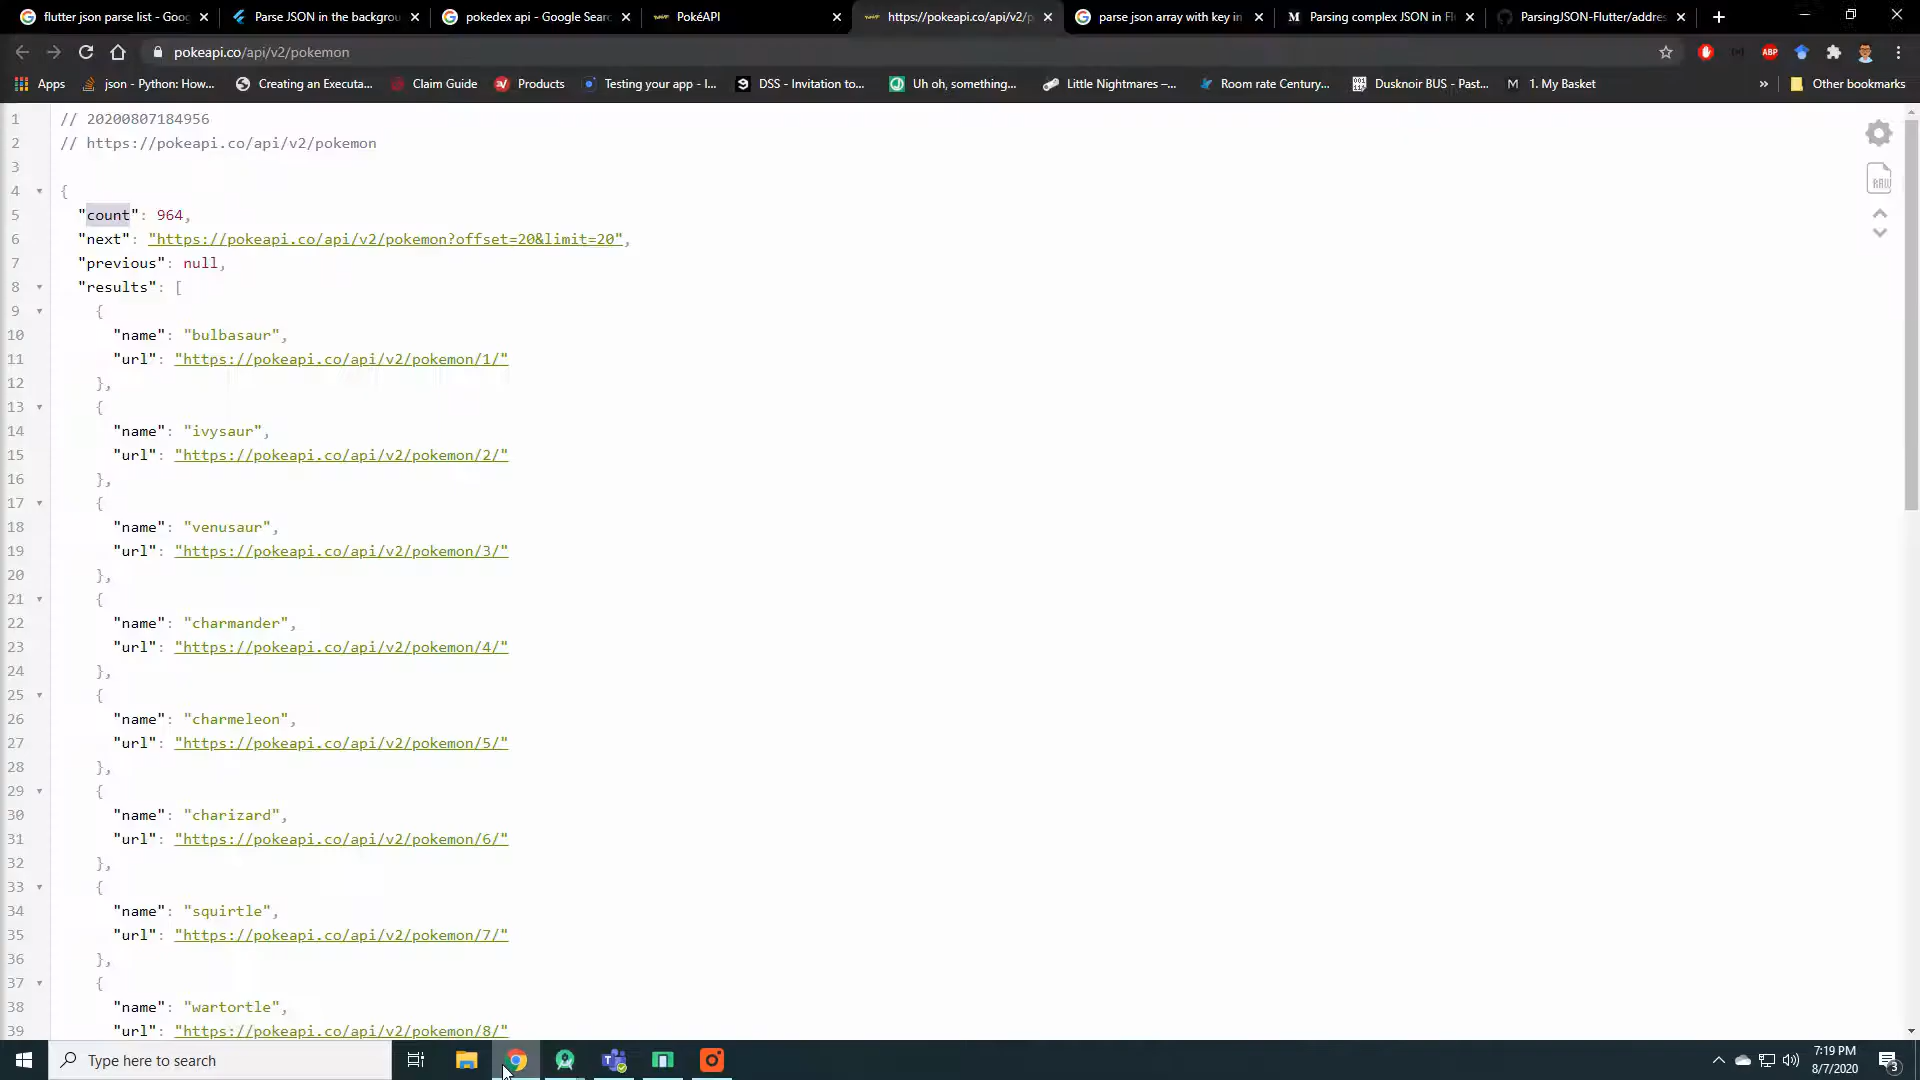 flutter json parse list - Goog
Parse JSON in the backgrou
pokedex api - Google Searc
PokéAPI
https://pokeapi.co/api/v2/p
parse json array with key in
Parsing complex JSON in Fl
ParsingJSON-Flutter/addre
pokeapi.co/api/v2/pokemon
ABP
Apps
json - Python: How...
Creating an Executa...
Claim Guide
Products
Testing your app - I...
DSS - Invitation to...
Uh oh, something...
Little Nightmares –...
Room rate Century...
Dusknoir BUS - Past...
M 1. My Basket
»
Other bookmarks
1 // 20200807184956
2 // https://pokeapi.co/api/v2/pokemon
3
4 {
5 "count": 964,
6 "next": "https://pokeapi.co/api/v2/pokemon?offset=20&limit=20",
7 "previous": null,
8 "results": [
9 {
10 "name": "bulbasaur",
11 "url": "https://pokeapi.co/api/v2/pokemon/1/"
12 },
13 {
14 "name": "ivysaur",
15 "url": "https://pokeapi.co/api/v2/pokemon/2/"
16 },
17 {
18 "name": "venusaur",
19 "url": "https://pokeapi.co/api/v2/pokemon/3/"
20 },
21 {
22 "name": "charmander",
23 "url": "https://pokeapi.co/api/v2/pokemon/4/"
24 },
25 {
26 "name": "charmeleon",
27 "url": "https://pokeapi.co/api/v2/pokemon/5/"
28 },
29 {
30 "name": "charizard",
31 "url": "https://pokeapi.co/api/v2/pokemon/6/"
32 },
33 {
34 "name": "squirtle",
35 "url": "https://pokeapi.co/api/v2/pokemon/7/"
36 },
37 {
38 "name": "wartortle",
39 "url": "https://pokeapi.co/api/v2/pokemon/8/"
RAW
Type here to search
7:19 PM
8/7/2020
3